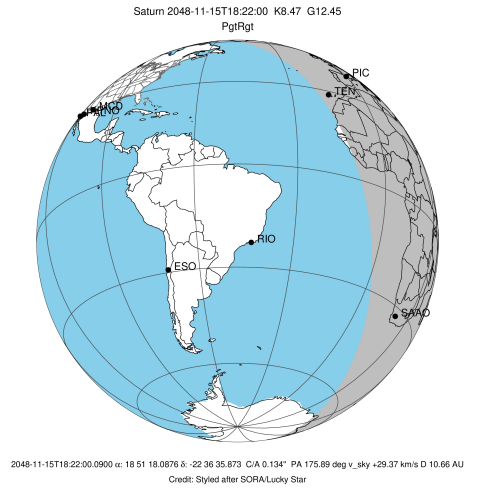 Saturn 2048-11-15T18:22:00  K8.47  G12.45
PgtRgt
PIC
TEN
MCD
RIO
ESO
SAAO
2048-11-15T18:22:00.0900 α: 18 51 18.0876 δ: -22 36 35.873  C/A 0.134"  PA 175.89 deg v_sky +29.37 km/s D 10.66 AU
Credit: Styled after SORA/Lucky Star